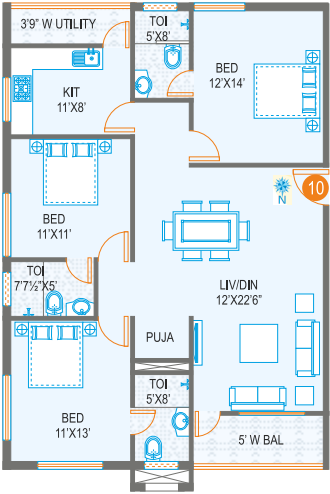 3'9" W UTILITY
TOI
5'X8'
BED
12'X14'
KIT
11'X8'
10
N
BED
11'X11'
TOI
7'7½"X5'
LIV/DIN
12'X22'6"
PUJA
TOI
5'X8'
BED
11'X13'
5' W BAL